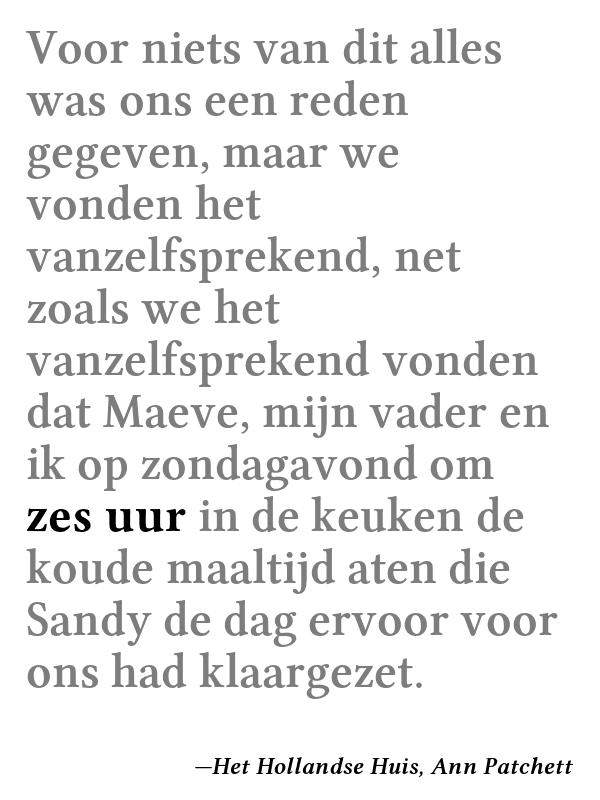 Voor niets van dit alles
was ons een reden
gegeven, maar we
vonden het
vanzelfsprekend, net
zoals we het
vanzelfsprekend vonden
dat Maeve, mijn vader en
ik op zondagavond om
zes uur in de keuken de
koude maaltijd aten die
Sandy de dag ervoor voor
ons had klaargezet.
—Het Hollandse Huis, Ann Patchett